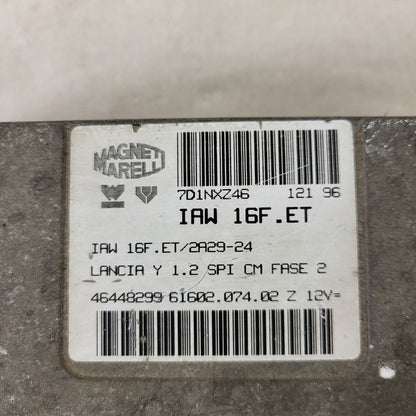 MAGNETI
MARELLI
7D1NXZ46 121 96
IAW 16F.ET
IAW 16F.ET/2A29-24
LANCIA Y 1.2 SPI CM FASE 2
46448299 61602.074.02 Z 12V=